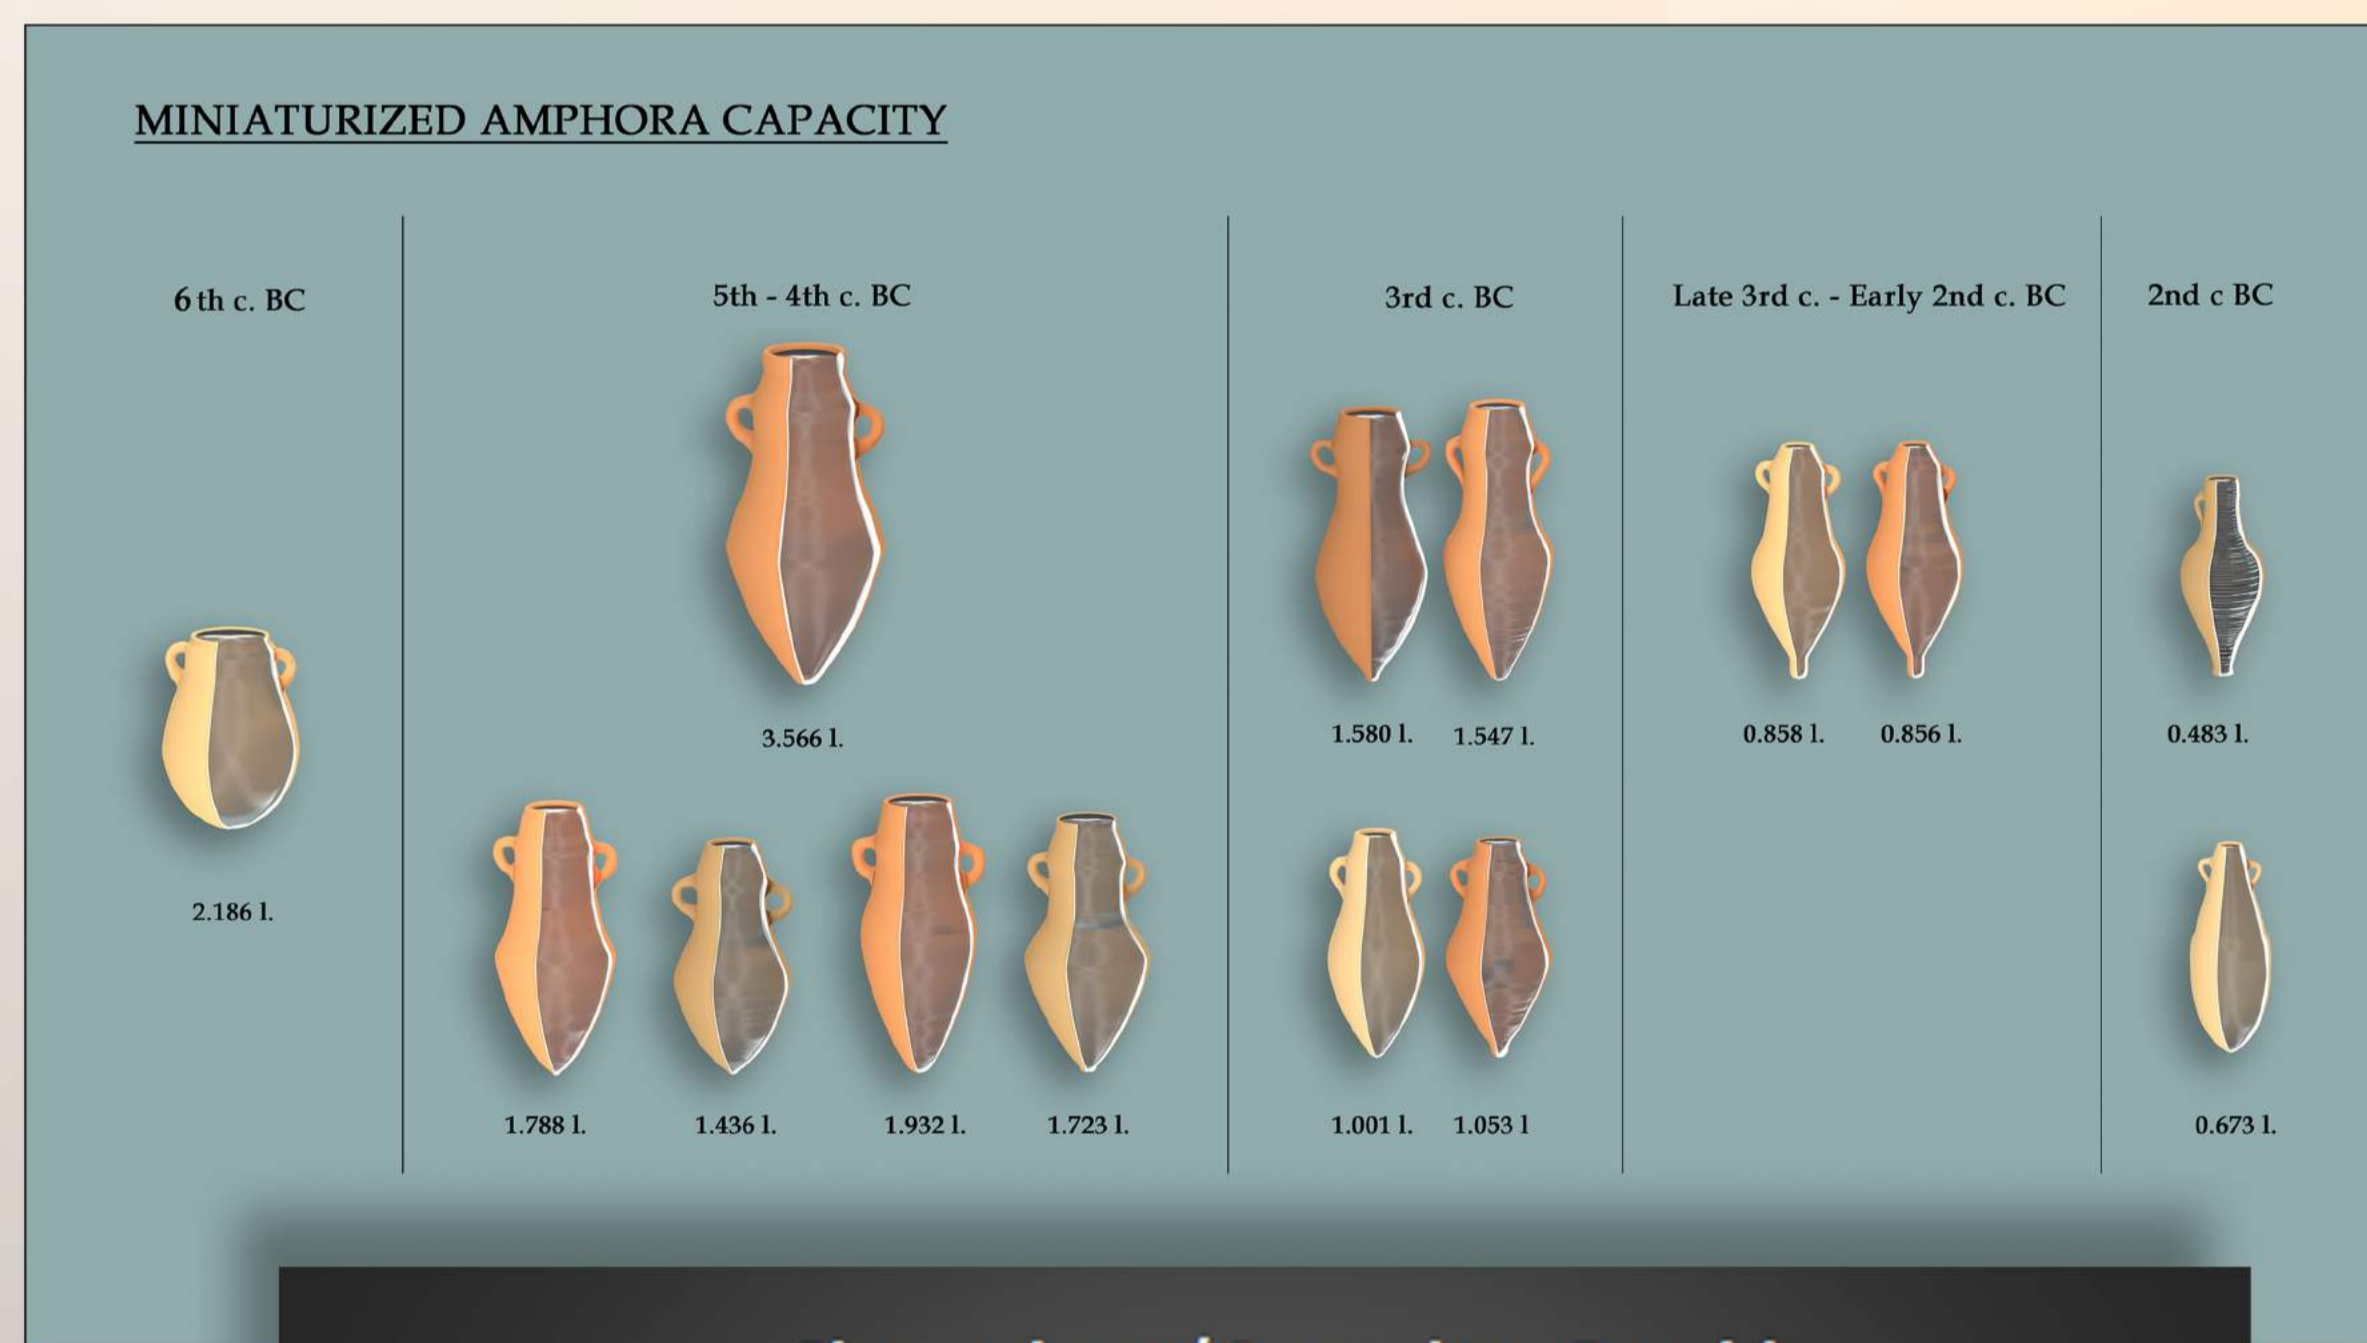 MINIATURIZED AMPHORA CAPACITY
6 th c. BC
5th - 4th c. BC
3rd c. BC
Late 3rd c. - Early 2nd c. BC
2nd c BC
2.186 l.
3.566 l.
1.788 l.
1.436 l.
1.932 l.
1.723 l.
1.580 l.
1.547 l.
1.001 l.
1.053 l
0.858 l.
0.856 l.
0.483 l.
0.673 l.